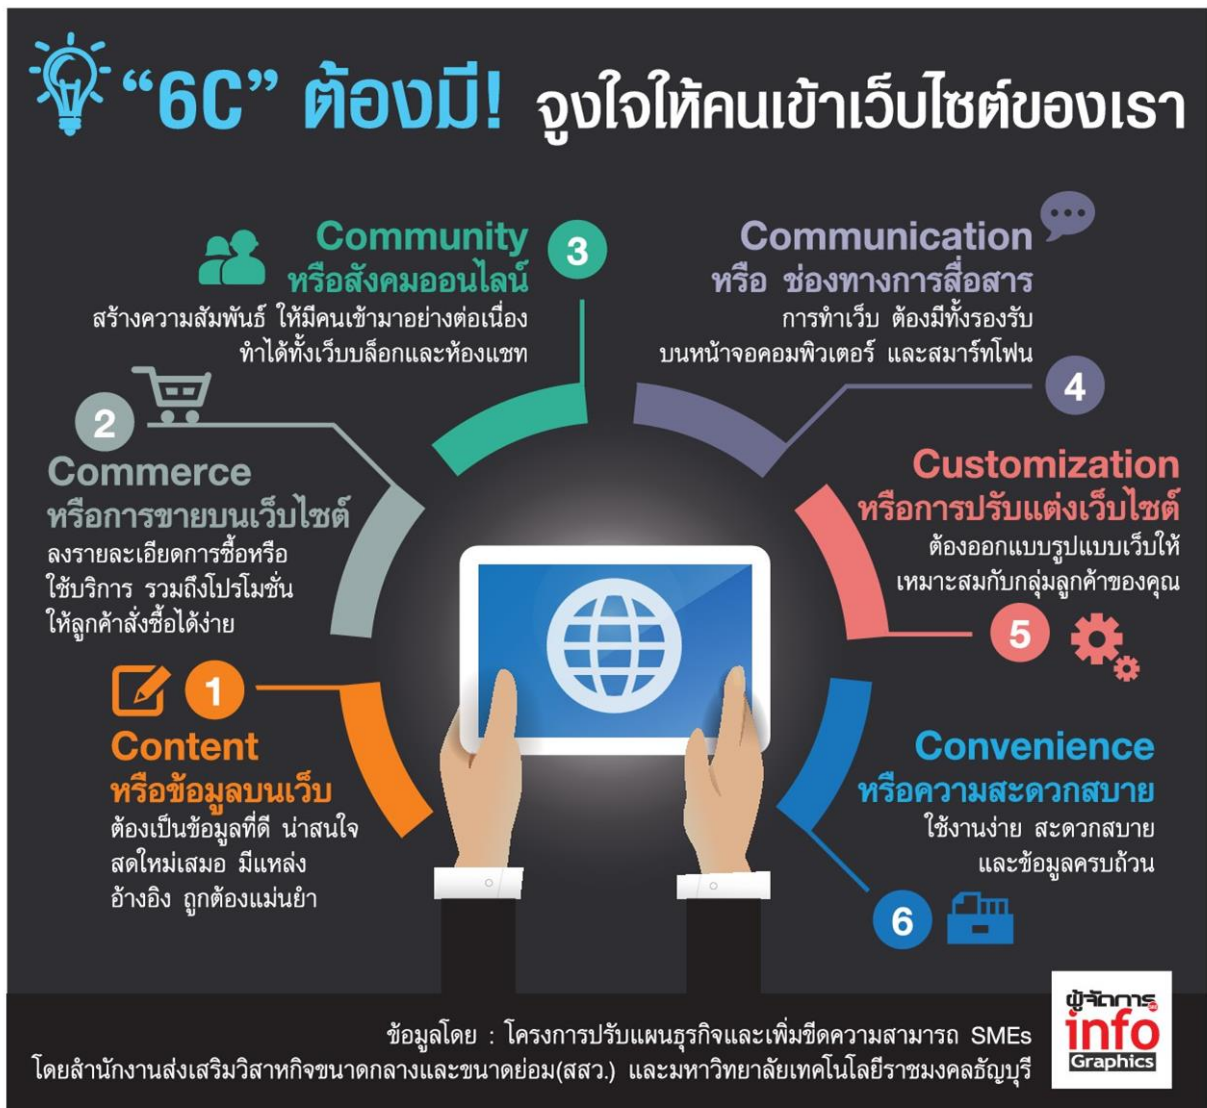 “6C” ต้องมี! จูงใจให้คนเข้าเว็บไซต์ของเรา
1
Content
หรือข้อมูลบนเว็บ
ต้องเป็นข้อมูลที่ดี น่าสนใจ
สดใหม่เสมอ มีแหล่ง
อ้างอิง ถูกต้องแม่นยำ
2
Commerce
หรือการขายบนเว็บไซต์
ลงรายละเอียดการซื้อหรือ
ใช้บริการ รวมถึงโปรโมชั่น
ให้ลูกค้าสั่งซื้อได้ง่าย
3
Community
หรือสังคมออนไลน์
สร้างความสัมพันธ์ ให้มีคนเข้ามาอย่างต่อเนื่อง
ทำได้ทั้งเว็บบล็อกและห้องแชท
Communication
หรือ ช่องทางการสื่อสาร
การทำเว็บ ต้องมีทั้งรองรับ
บนหน้าจอคอมพิวเตอร์ และสมาร์ทโฟน
4
Customization
หรือการปรับแต่งเว็บไซต์
ต้องออกแบบรูปแบบเว็บให้
เหมาะสมกับกลุ่มลูกค้าของคุณ
5
Convenience
หรือความสะดวกสบาย
ใช้งานง่าย สะดวกสบาย
และข้อมูลครบถ้วน
6
ข้อมูลโดย : โครงการปรับแผนธุรกิจและเพิ่มขีดความสามารถ SMEs
โดยสำนักงานส่งเสริมวิสาหกิจขนาดกลางและขนาดย่อม(สสว.) และมหาวิทยาลัยเทคโนโลยีราชมงคลธัญบุรี
ผู้จัดการ
info
Graphics